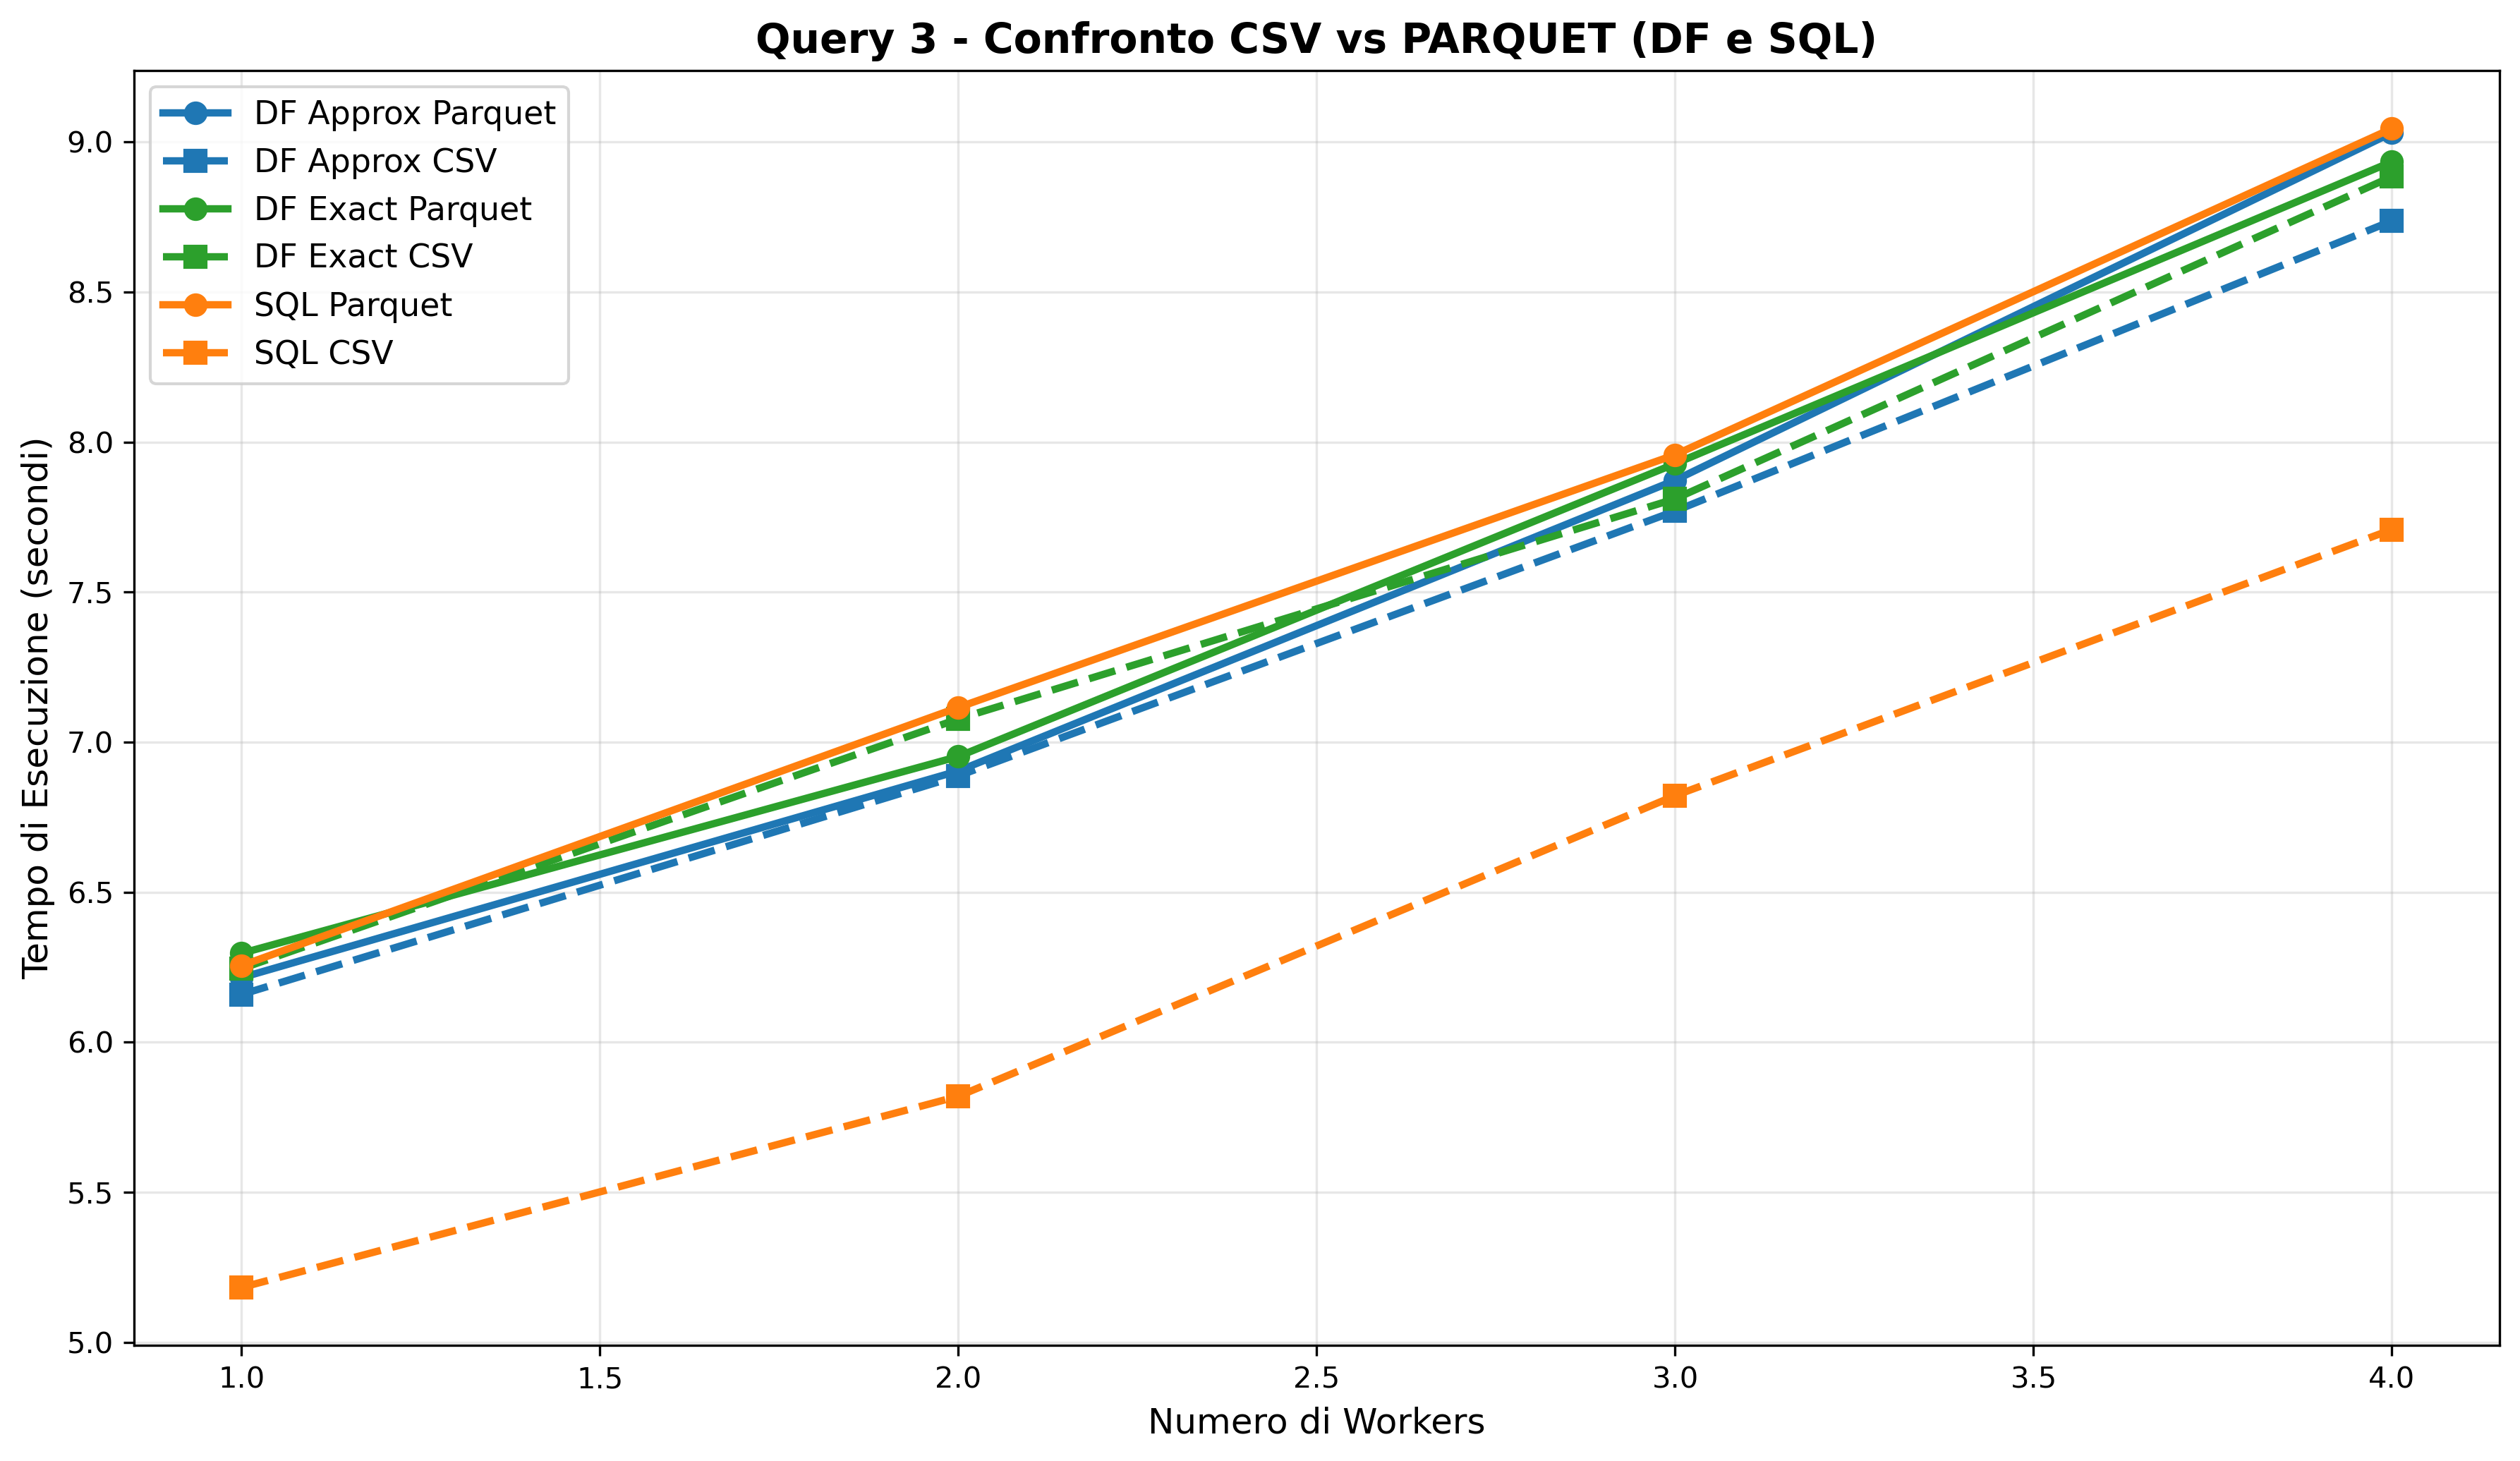 Query 3 - Confronto CSV vs PARQUET (DF e SQL)
DF Approx Parquet
DF Approx CSV
DF Exact Parquet
DF Exact CSV
SQL Parquet
SQL CSV
Tempo di Esecuzione (secondi)
9.0
8.5
8.0
7.5
7.0
6.5
6.0
5.5
5.0
1.0 1.5 2.0 2.5 3.0 3.5 4.0
Numero di Workers